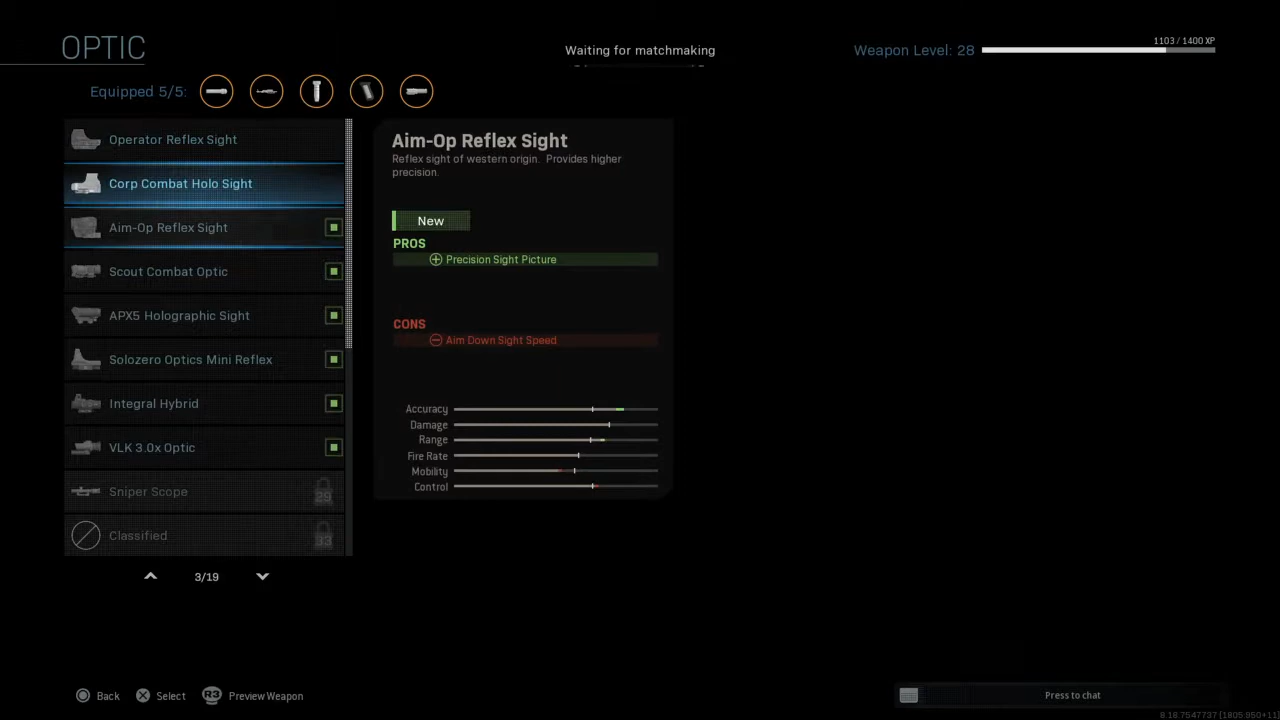 OPTIC
Waiting for matchmaking
Weapon Level: 28
1103 / 1400 XP
Equipped 5/5:
Operator Reflex Sight
Corp Combat Holo Sight
Aim-Op Reflex Sight
Scout Combat Optic
APX5 Holographic Sight
Solozero Optics Mini Reflex
Integral Hybrid
VLK 3.0x Optic
Sniper Scope
29
Classified
33
3/19
Aim-Op Reflex Sight
Reflex sight of western origin. Provides higher
precision.
New
PROS
Precision Sight Picture
CONS
Aim Down Sight Speed
Accuracy
Damage
Range
Fire Rate
Mobility
Control
Back
Select
R3 Preview Weapon
Press to chat